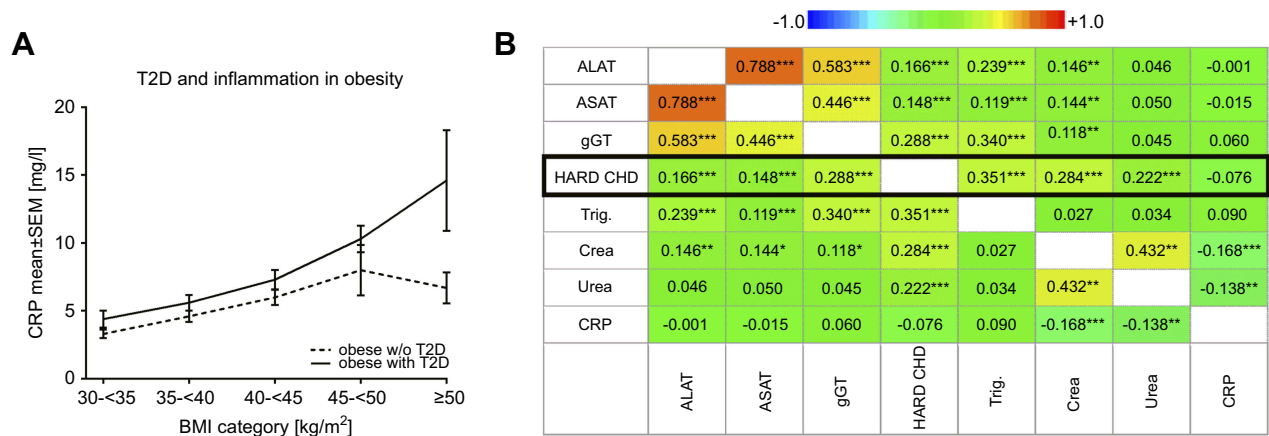 A
T2D and inflammation in obesity
CRP mean±SEM [mg/l]
20
15
10
5
0
obese w/o T2D
obese with T2D
30-<35 35-<40 40-<45 45-<50 ≥50
BMI category [kg/m²]
B
-1.0 +1.0
ALAT 0.788*** 0.583*** 0.166*** 0.239*** 0.146** 0.046 -0.001
ASAT 0.788*** 0.446*** 0.148*** 0.119*** 0.144** 0.050 -0.015
gGT 0.583*** 0.446*** 0.288*** 0.340*** 0.118** 0.045 0.060
HARD CHD 0.166*** 0.148*** 0.288*** 0.351*** 0.284*** 0.222*** -0.076
Trig. 0.239*** 0.119*** 0.340*** 0.351*** 0.027 0.034 0.090
Crea 0.146** 0.144* 0.118* 0.284*** 0.027 0.432** -0.168***
Urea 0.046 0.050 0.045 0.222*** 0.034 0.432** -0.138**
CRP -0.001 -0.015 0.060 -0.076 0.090 -0.168*** -0.138**
ALAT ASAT gGT HARD CHD Trig. Crea Urea CRP